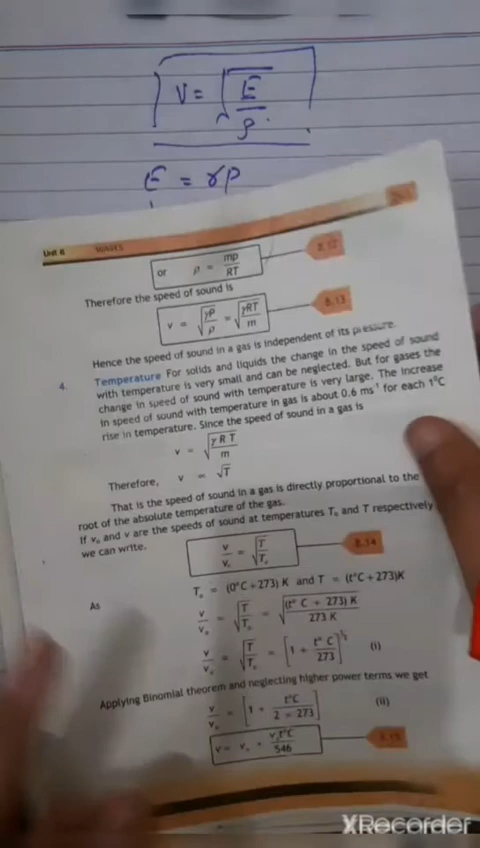 V = √E/ρ
E = γP
Unit 8 WAVES
or ρ = mp/RT 8.12
Therefore the speed of sound is
v = √γP/ρ = √γRT/m 8.13
Hence the speed of sound in a gas is independent of its pressure.
4. Temperature For solids and liquids the change in the speed of sound
with temperature is very small and can be neglected. But for gases the
change in speed of sound with temperature is very large. The increase
in speed of sound with temperature in gas is about 0.6 ms⁻¹ for each 1°C
rise in temperature. Since the speed of sound in a gas is
v = √γRT/m
Therefore, v ∝ √T
That is the speed of sound in a gas is directly proportional to the
root of the absolute temperature of the gas.
If v₀ and v are the speeds of sound at temperatures T₀ and T respectively
we can write.
v/v₀ = √T/T₀ 8.14
As T₀ = (0°C+273) K and T = (t°C+273)K
v/v₀ = √T/T₀ = √(t° C + 273) K/273 K
v/v₀ = √T/T₀ = [1 + t° C/273]^½ (i)
Applying Binomial theorem and neglecting higher power terms we get
v/v₀ = [1 + t°C/2 × 273] (ii)
v = v₀ + v₀t°C/546 8.15
XRecorder